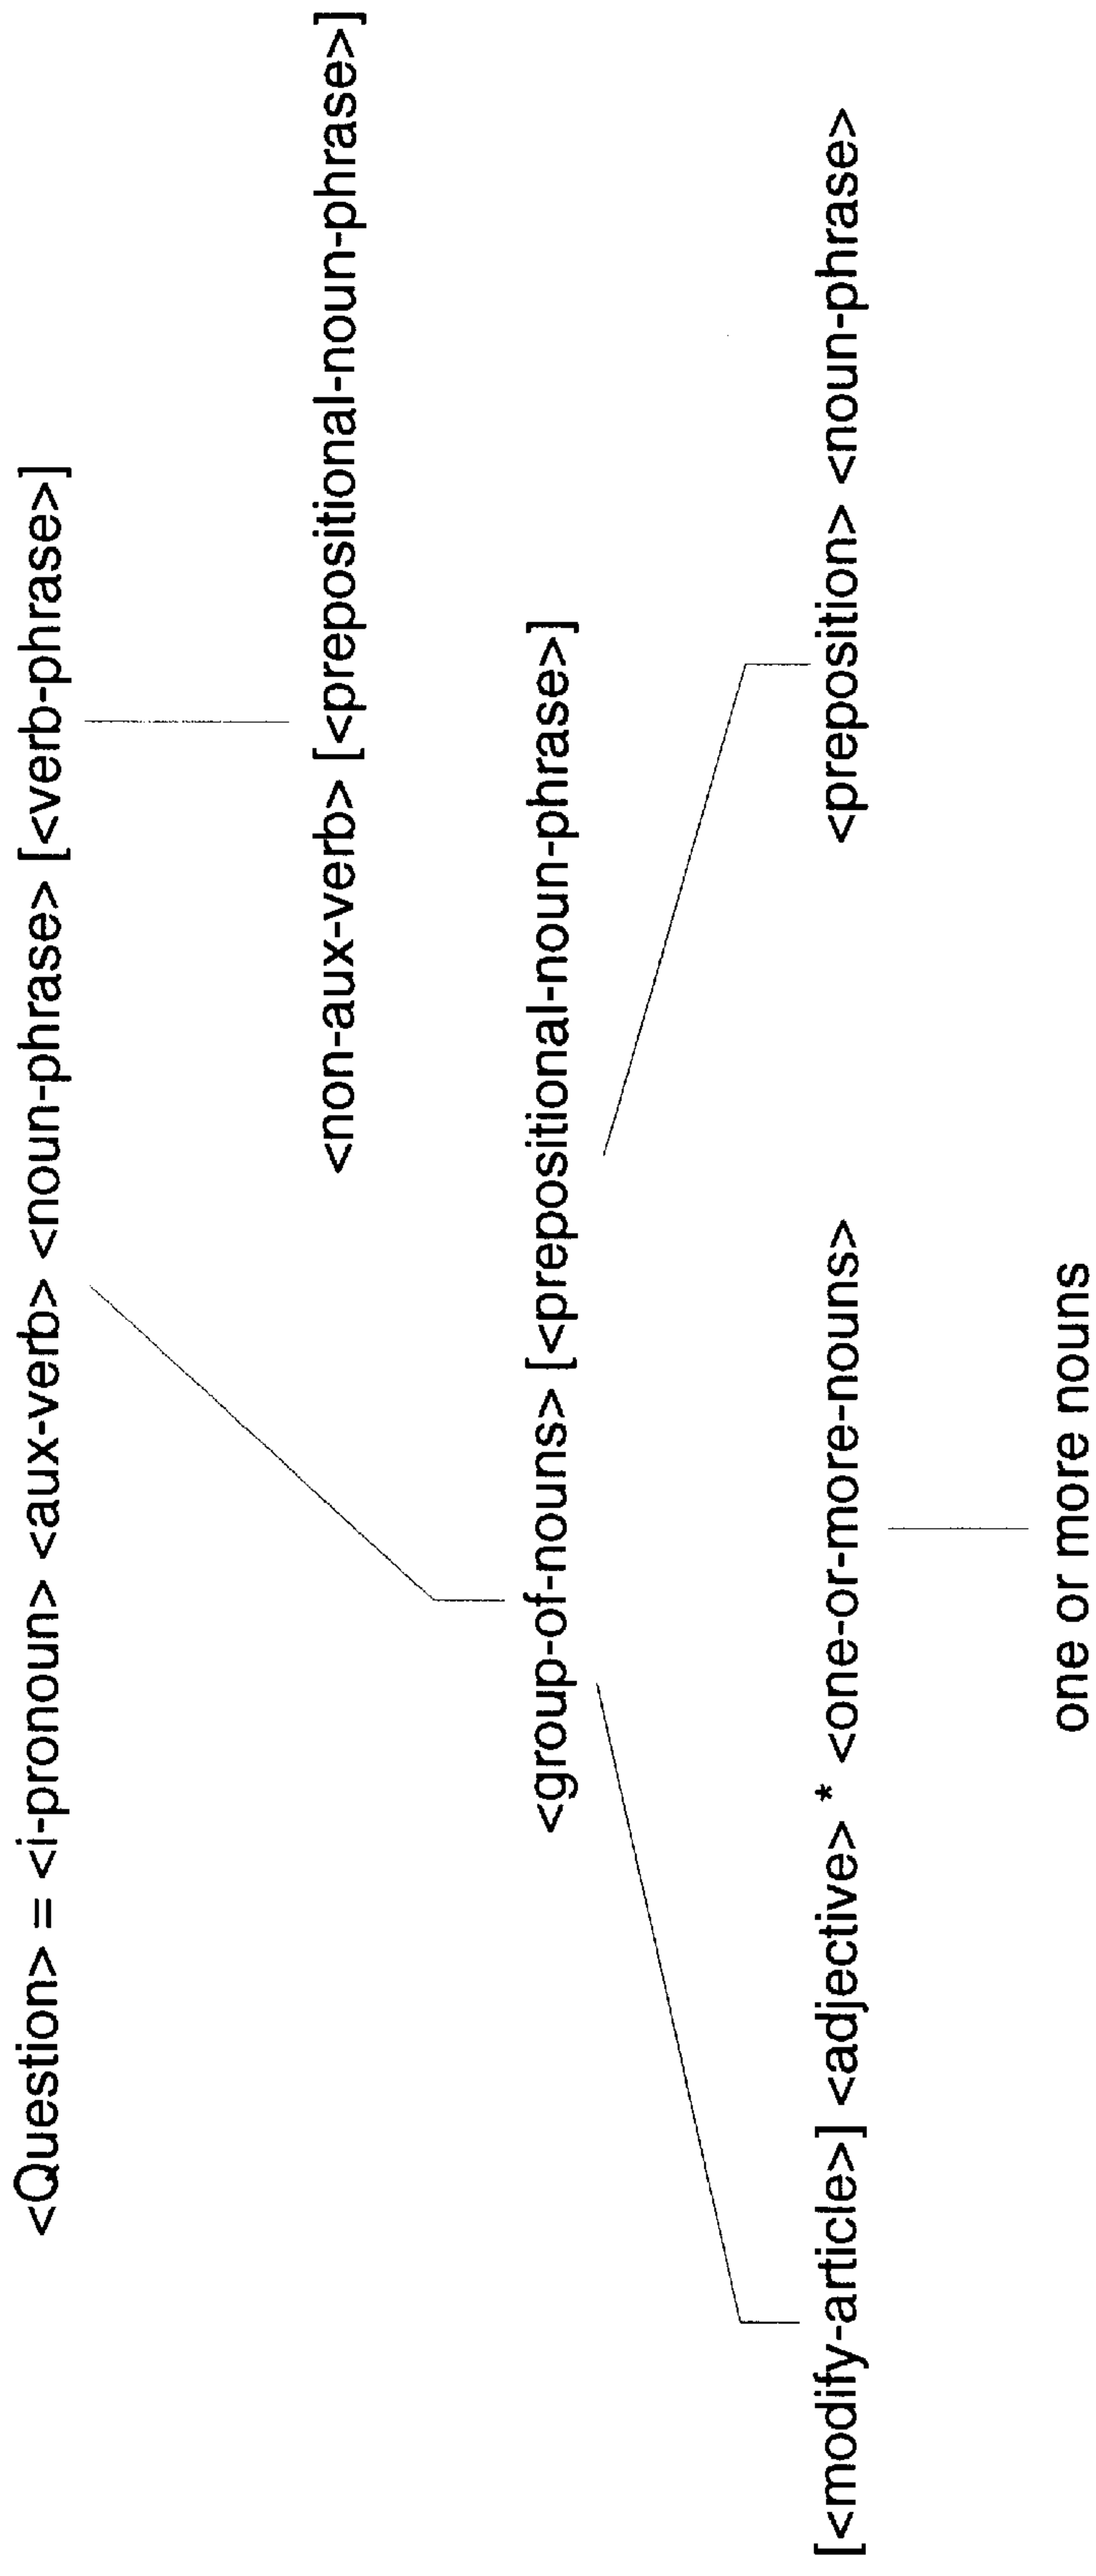 <Question> = <i-pronoun> <aux-verb> <noun-phrase> [<verb-phrase>]
<non-aux-verb> [<prepositional-noun-phrase>]
<group-of-nouns> [<prepositional-noun-phrase>]
[<modify-article>] <adjective> * <one-or-more-nouns> <preposition> <noun-phrase>
one or more nouns